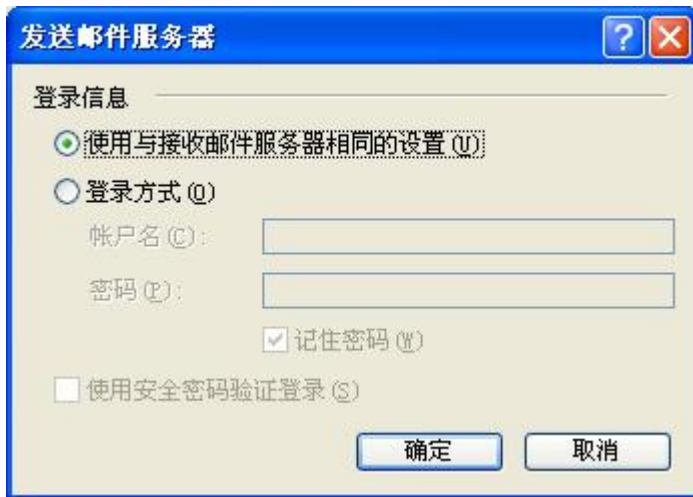 发送邮件服务器
登录信息
使用与接收邮件服务器相同的设置(U)
登录方式(O)
帐户名(C):
密码(P):
记住密码(W)
使用安全密码验证登录(S)
确定 取消